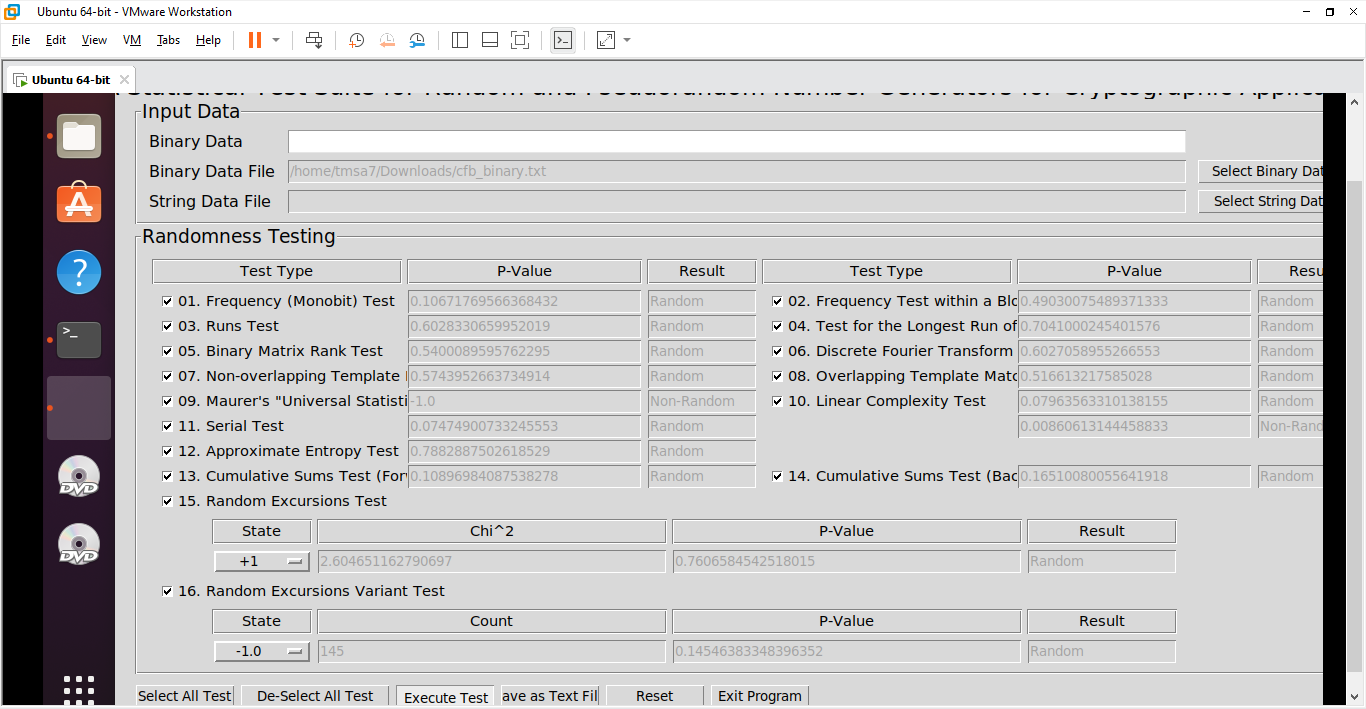 Ubuntu 64-bit - VMware Workstation
File Edit View VM Tabs Help
Ubuntu 64-bit
Statistical Test Suite for Random and Pseudorandom Number Generators for Cryptographic Applic
Input Data
Binary Data
Binary Data File /home/tmsa7/Downloads/cfb_binary.txt Select Binary Dat
String Data File Select String Dat
Randomness Testing
Test Type P-Value Result Test Type P-Value Resu
01. Frequency (Monobit) Test 0.10671769566368432 Random 02. Frequency Test within a Blo 0.49030075489371333 Random
03. Runs Test 0.6028330659952019 Random 04. Test for the Longest Run of 0.7041000245401576 Random
05. Binary Matrix Rank Test 0.5400089595762295 Random 06. Discrete Fourier Transform 0.6027058955266553 Random
07. Non-overlapping Template 0.5743952663734914 Random 08. Overlapping Template Matc 0.516613217585028 Random
09. Maurer's "Universal Statisti -1.0 Non-Random 10. Linear Complexity Test 0.07963563310138155 Random
11. Serial Test 0.07474900733245553 Random 0.00860613144458833 Non-Rand
12. Approximate Entropy Test 0.7882887502618529 Random
13. Cumulative Sums Test (For 0.10896984087538278 Random 14. Cumulative Sums Test (Bac 0.16510080055641918 Random
15. Random Excursions Test
State Chi^2 P-Value Result
+1 2.604651162790697 0.7606584542518015 Random
16. Random Excursions Variant Test
State Count P-Value Result
-1.0 145 0.14546383348396352 Random
Select All Test De-Select All Test Execute Test ave as Text Fil Reset Exit Program
DVD
DVD